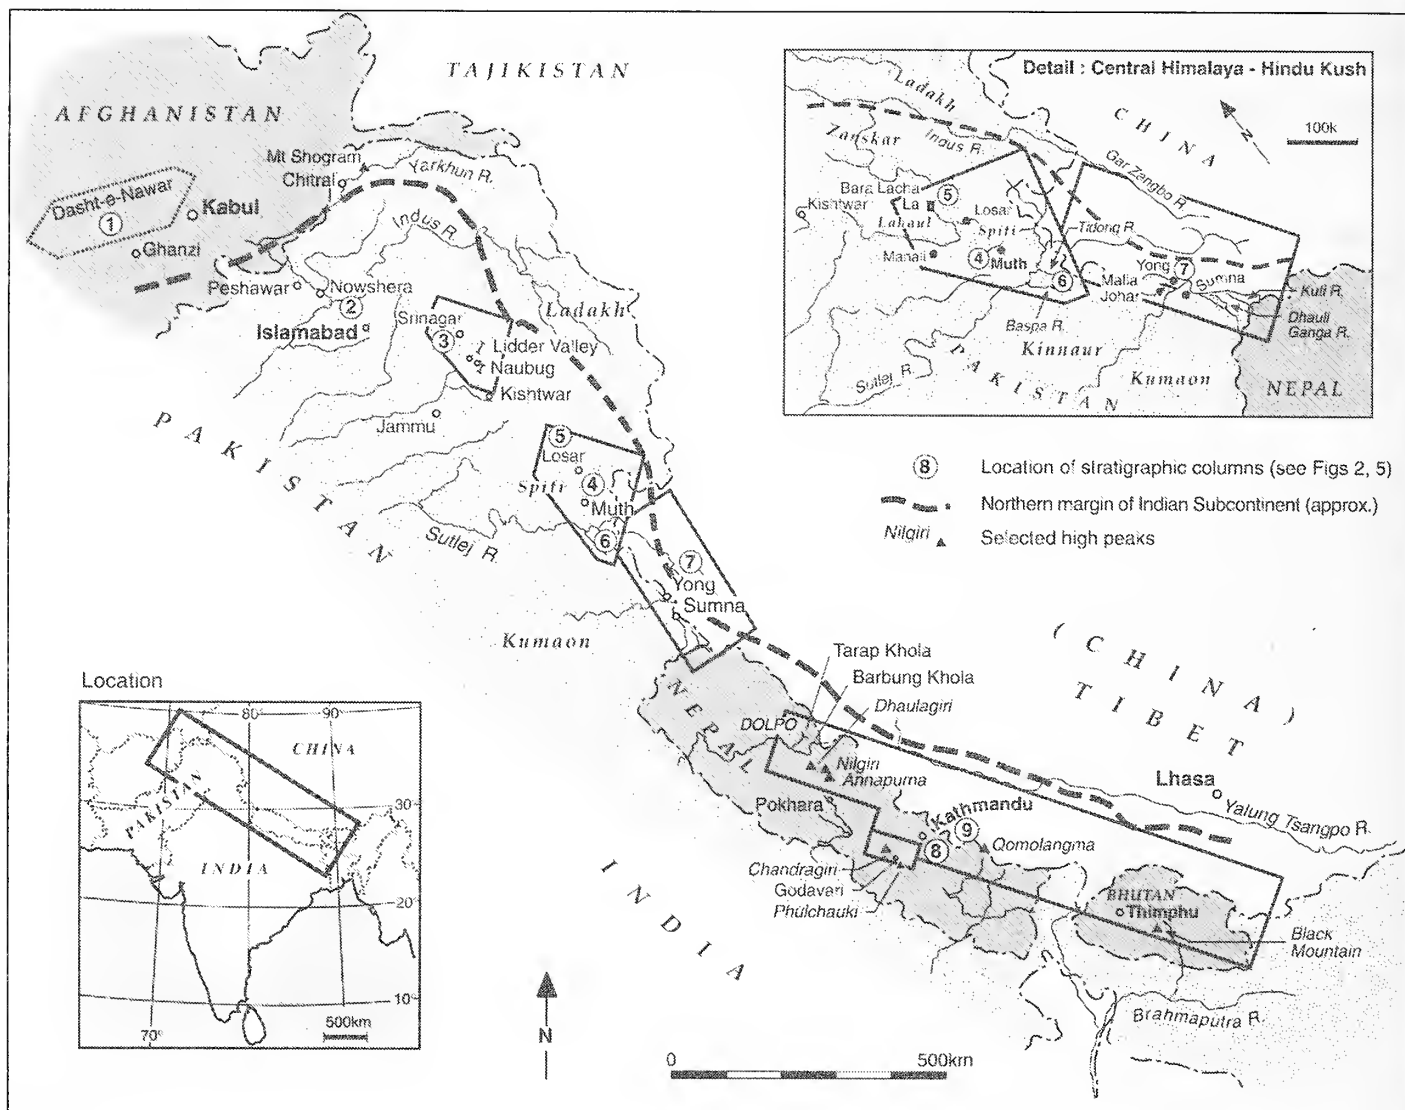 TAJIKISTAN
AFGHANISTAN
Mt Shogram
Chitral
Yarkhun R.
Dasht-e-Nawar
1
Kabul
Ghanzi
Indus R.
Peshawar
Nowshera
2
Islamabad
Srinagar
3
Ladakh
Lidder Valley
Naubug
Kishtwar
Jammu
PAKISTAN
5
Losar
Spiti
4
Muth
6
Sutlej R.
7
Yong
Sumna
Kumaon
Detail : Central Himalaya - Hindu Kush
Ladakh
CHINA
N
100k
Zanskar
Indus R.
Gar Zangbo R.
Bara Lacha
La
5
Kishtwar
Lahaul
Losar
Spiti
Tidong R.
Manali
4
Muth
6
Yong
7
Malla
Johar
Sumna
Kuti R.
Baspa R.
Dhauli
Ganga R.
Kinnaur
PAKISTAN
Sutlej R.
Kumaon
NEPAL
8 Location of stratigraphic columns (see Figs 2, 5)
Northern margin of Indian Subcontinent (approx.)
Nilgiri Selected high peaks
(CHINA)
TIBET
Tarap Khola
Barbung Khola
Dhaulagiri
DOLPO
NEPAL
Nilgiri
Annapurna
Pokhara
Kathmandu
9
8
Qomolangma
Chandragiri
Godavari
Phulchauki
Lhasa
Yalung Tsangpo R.
BHUTAN
Thimphu
Black
Mountain
Brahmaputra R.
INDIA
N
0
500km
Location
80°
90°
CHINA
PAKISTAN
30°
INDIA
20°
10°
70°
500km